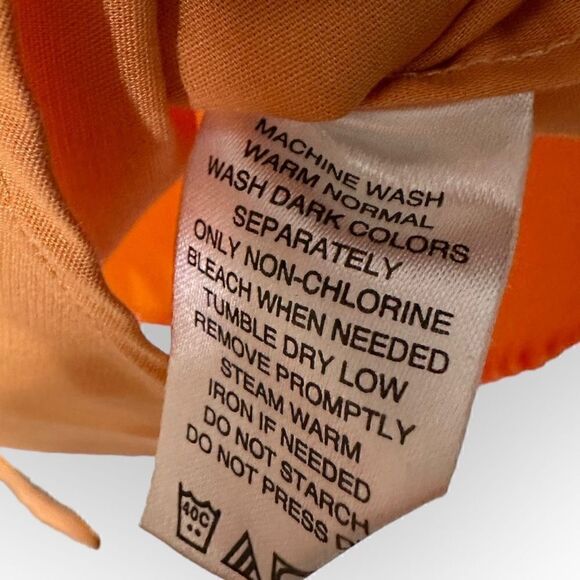 MACHINE WASH
WARM NORMAL
WASH DARK COLORS
SEPARATELY
ONLY NON-CHLORINE
BLEACH WHEN NEEDED
TUMBLE DRY LOW
REMOVE PROMPTLY
STEAM WARM
IRON IF NEEDED
DO NOT STARCH
DO NOT PRESS
40C